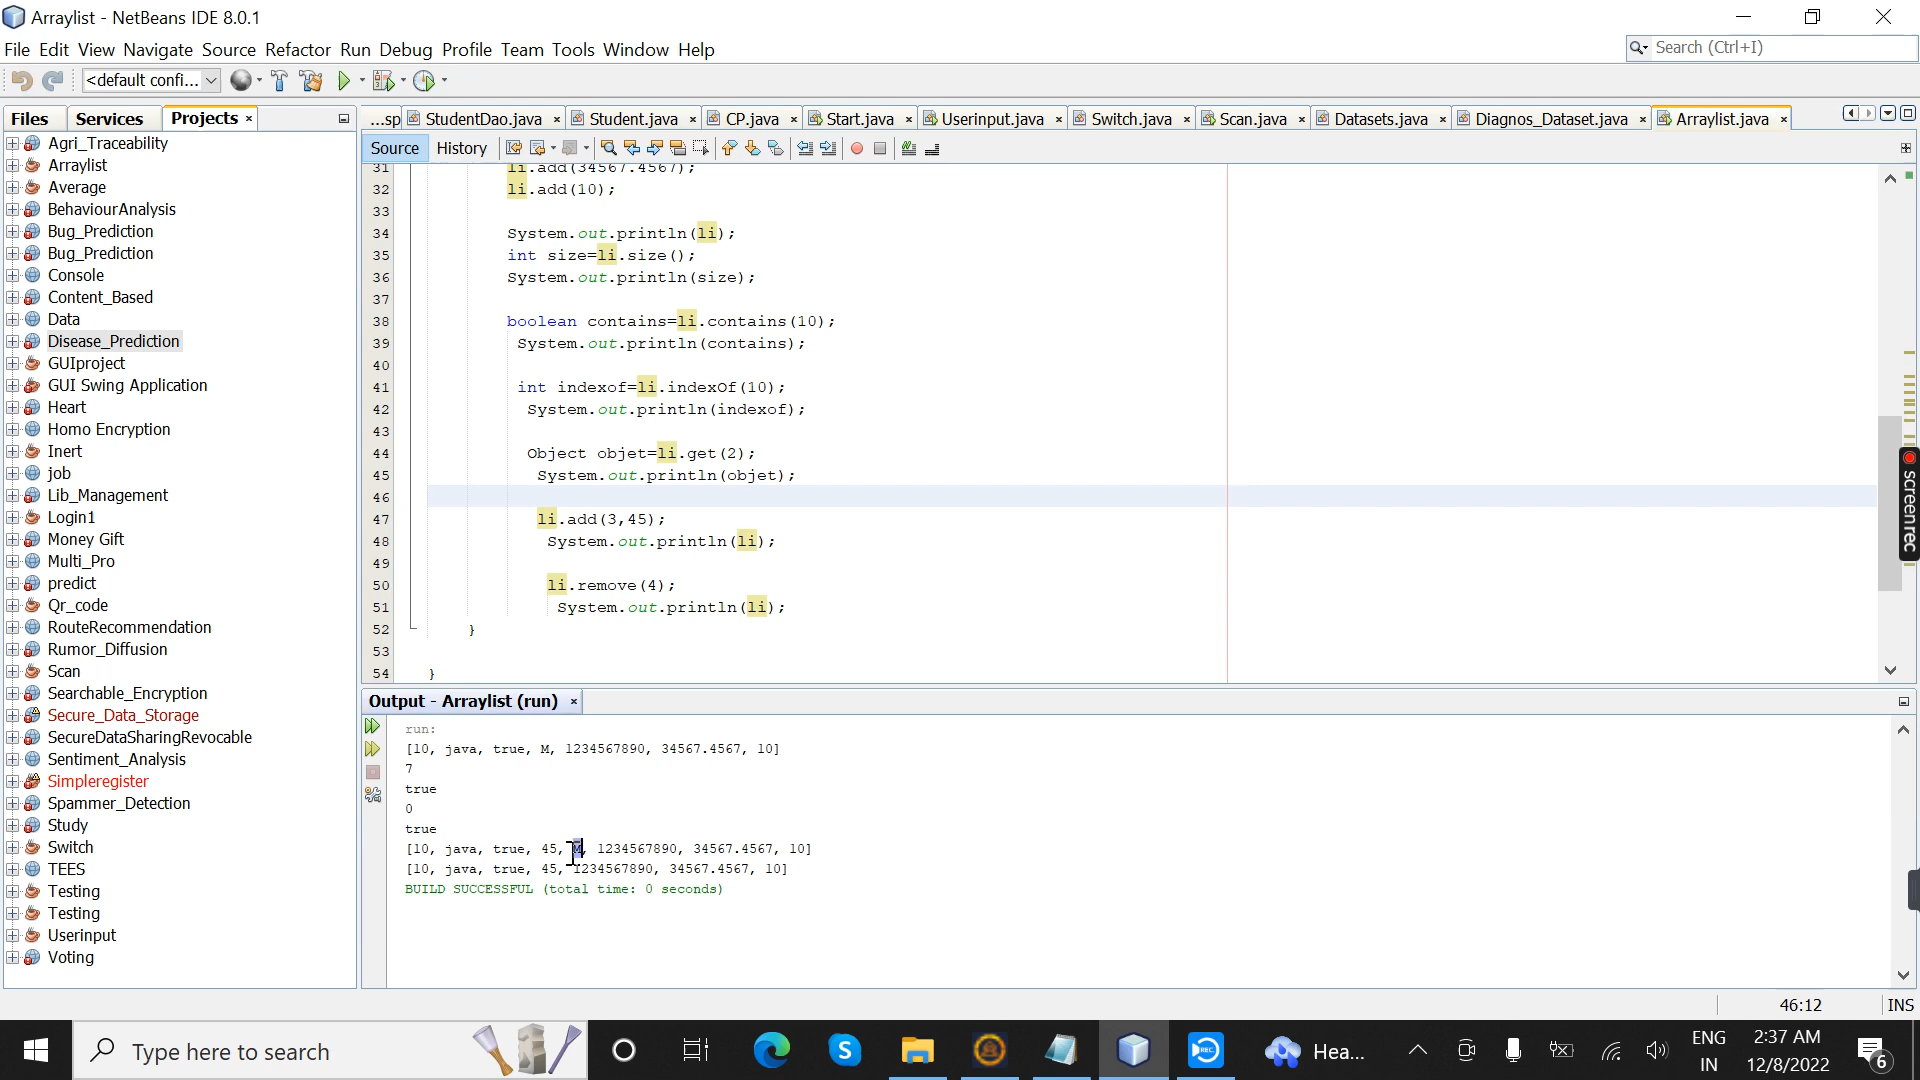 Arraylist - NetBeans IDE 8.0.1
File Edit View Navigate Source Refactor Run Debug Profile Team Tools Window Help
Search (Ctrl+I)
<default confi...
Files Services Projects
...sp StudentDao.java Student.java CP.java Start.java Userinput.java Switch.java Scan.java Datasets.java Diagnos_Dataset.java Arraylist.java
Source History
Agri_Traceability
Arraylist
Average
BehaviourAnalysis
Bug_Prediction
Bug_Prediction
Console
Content_Based
Data
Disease_Prediction
GUIproject
GUI Swing Application
Heart
Homo Encryption
Inert
job
Lib_Management
Login1
Money Gift
Multi_Pro
predict
Qr_code
RouteRecommendation
Rumor_Diffusion
Scan
Searchable_Encryption
Secure_Data_Storage
SecureDataSharingRevocable
Sentiment_Analysis
Simpleregister
Spammer_Detection
Study
Switch
TEES
Testing
Testing
Userinput
Voting
31 li.add(34567.4567);
32 li.add(10);
33
34 System.out.println(li);
35 int size=li.size();
36 System.out.println(size);
37
38 boolean contains=li.contains(10);
39 System.out.println(contains);
40
41 int indexof=li.indexOf(10);
42 System.out.println(indexof);
43
44 Object objet=li.get(2);
45 System.out.println(objet);
46
47 li.add(3,45);
48 System.out.println(li);
49
50 li.remove(4);
51 System.out.println(li);
52 }
53
54 }
screenrec
Output - Arraylist (run)
run:
[10, java, true, M, 1234567890, 34567.4567, 10]
7
true
0
true
[10, java, true, 45, M, 1234567890, 34567.4567, 10]
[10, java, true, 45, 1234567890, 34567.4567, 10]
BUILD SUCCESSFUL (total time: 0 seconds)
46:12 INS
Type here to search
REC
Hea...
ENG
IN
2:37 AM
12/8/2022
6